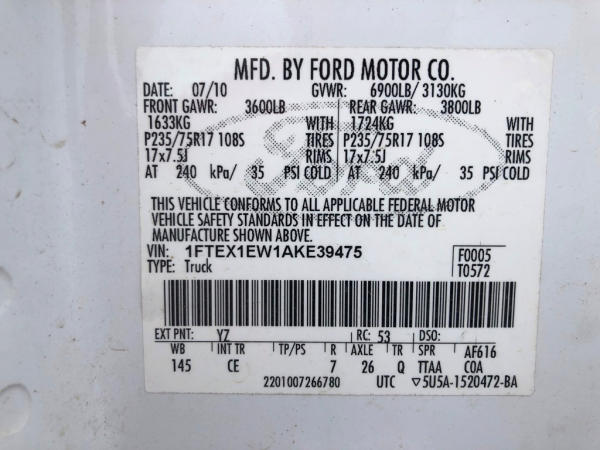 MFD. BY FORD MOTOR CO.
DATE: 07/10 GVWR: 6900LB/ 3130KG
FRONT GAWR: 3600LB REAR GAWR: 3800LB
1633KG WITH 1724KG WITH
P235/75R17 108S TIRES P235/75R17 108S TIRES
17x7.5J RIMS 17x7.5J RIMS
AT 240 kPa/ 35 PSI COLD AT 240 kPa/ 35 PSI COLD
Ford
THIS VEHICLE CONFORMS TO ALL APPLICABLE FEDERAL MOTOR
VEHICLE SAFETY STANDARDS IN EFFECT ON THE DATE OF
MANUFACTURE SHOWN ABOVE.
VIN: 1FTEX1EW1AKE39475 F0005
TYPE: Truck T0572
EXT PNT: YZ RC: 53 DSO:
WB INT TR TP/PS R AXLE TR SPR AF616
145 CE 7 26 Q TTAA COA
2201007266780 UTC ▽5U5A-1520472-BA